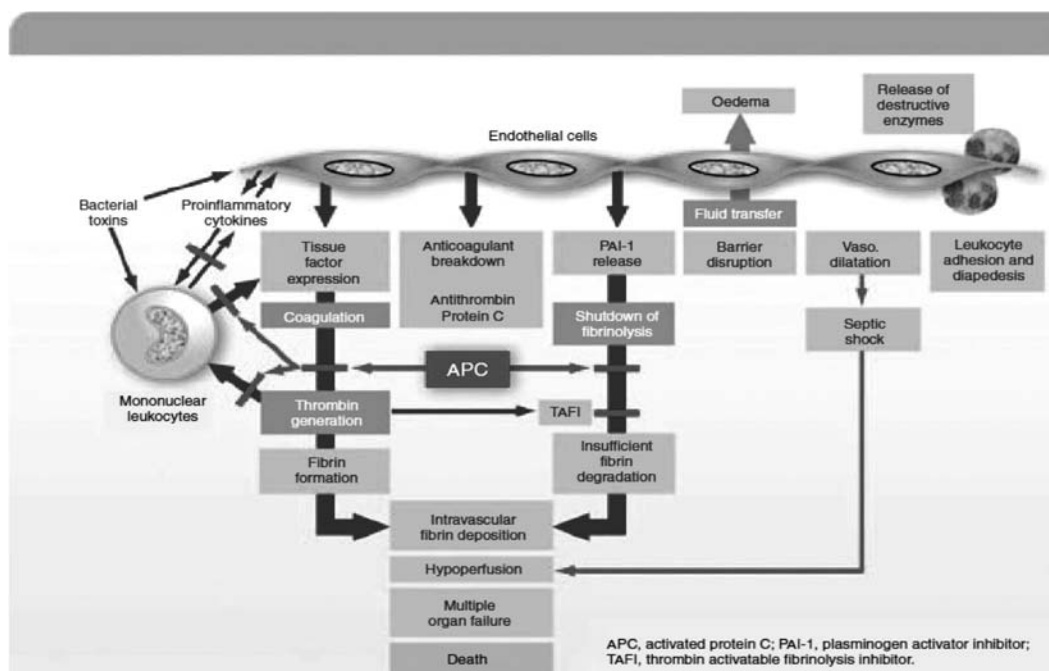 Release of
destructive
enzymes
Oedema
Endothelial cells
Bacterial
toxins
Proinflammatory
cytokines
Fluid transfer
Tissue
factor
expression
Anticoagulant
breakdown
Antithrombin
Protein C
PAI-1
release
Barrier
disruption
Vaso.
dilatation
Leukocyte
adhesion and
diapedesis
Coagulation
Shutdown of
fibrinolysis
Septic
shock
APC
Mononuclear
leukocytes
Thrombin
generation
TAFI
Fibrin
formation
Insufficient
fibrin
degradation
Intravascular
fibrin deposition
Hypoperfusion
Multiple
organ failure
Death
APC, activated protein C; PAI-1, plasminogen activator inhibitor;
TAFI, thrombin activatable fibrinolysis inhibitor.